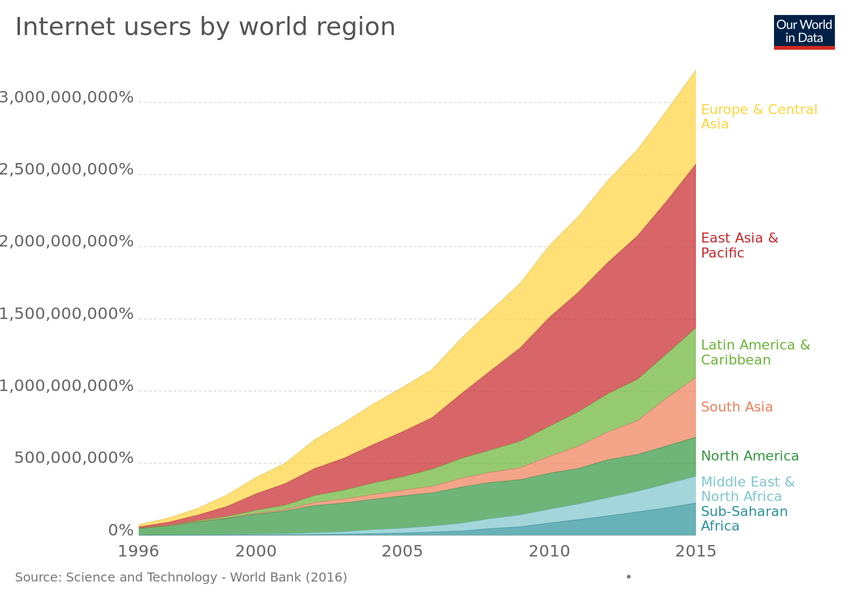 Internet users by world region
Our World
in Data
3,000,000,000%
2,500,000,000%
2,000,000,000%
1,500,000,000%
1,000,000,000%
500,000,000%
0%
Europe & Central
Asia
East Asia &
Pacific
Latin America &
Caribbean
South Asia
North America
Middle East &
North Africa
Sub-Saharan
Africa
1996
2000
2005
2010
2015
Source: Science and Technology - World Bank (2016)